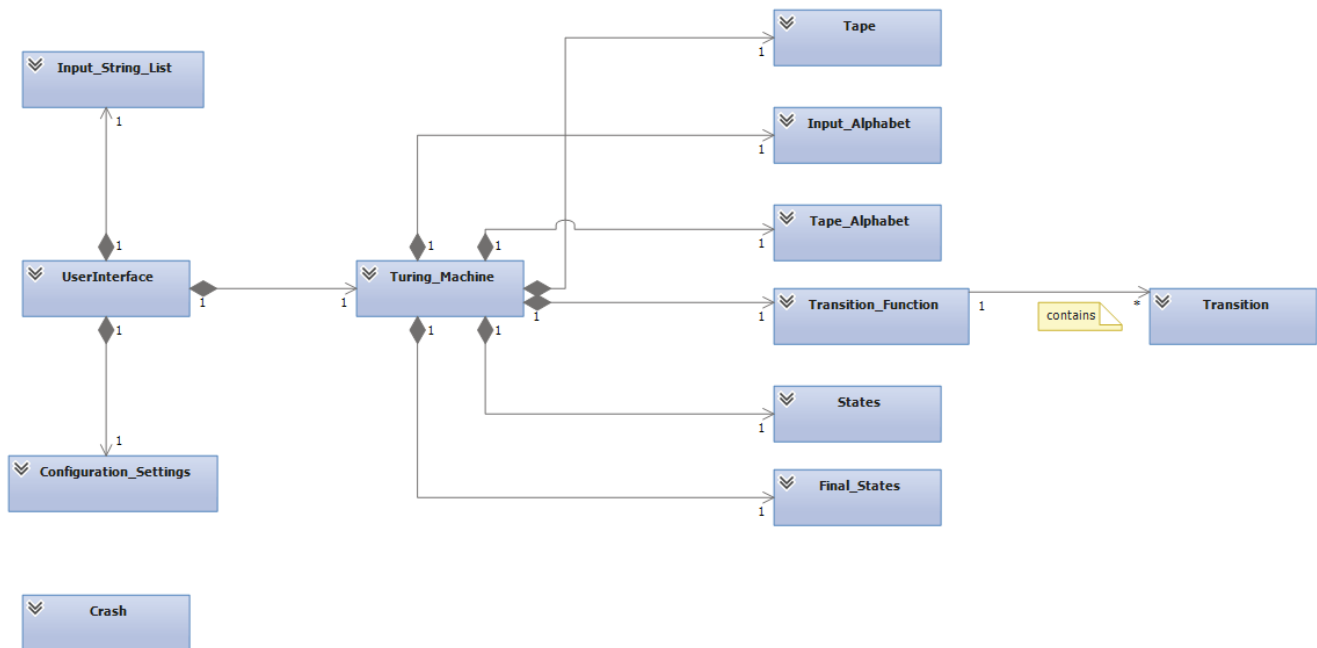 Tape
1
Input_String_List
1
Input_Alphabet
1
Tape_Alphabet
1
1
1
1
1
UserInterface
1
1
Turing_Machine
1
Transition_Function
1
1
contains
*
Transition
1
1
1
States
1
1
Configuration_Settings
Final_States
1
Crash